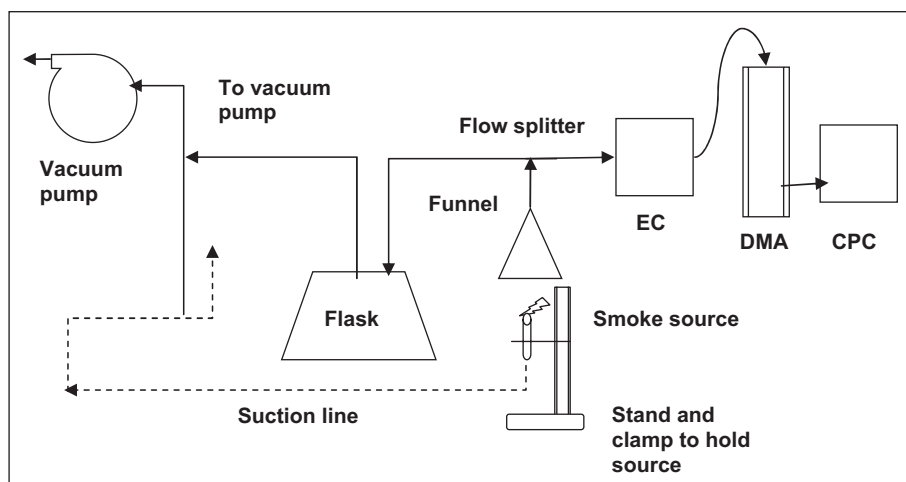 To vacuum
pump
Vacuum
pump
Flow splitter
Funnel
EC
DMA
CPC
Flask
Smoke source
Suction line
Stand and
clamp to hold
source